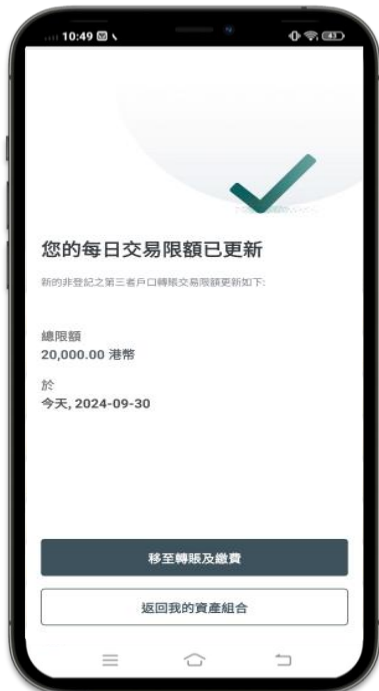 10:49
43
您的每日交易限額已更新
新的非登記之第三者戶口轉賬交易限額更新如下:
總限額
20,000.00 港幣
於
今天, 2024-09-30
移至轉賬及繳費
返回我的資產組合